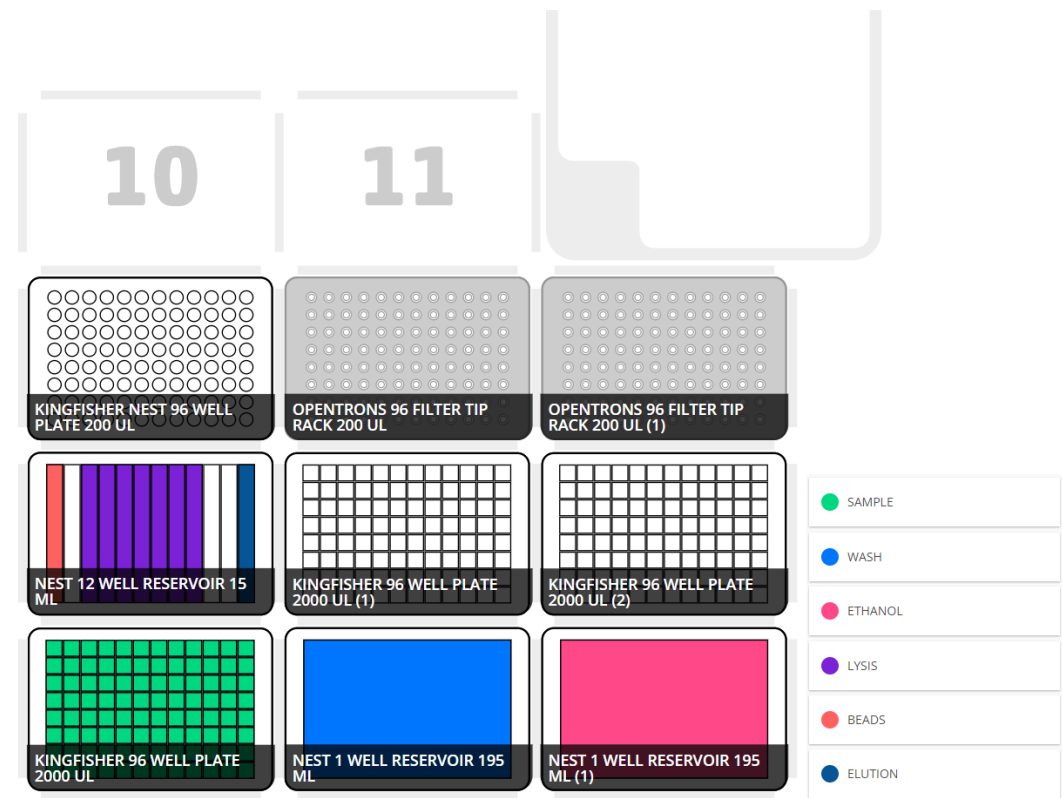 10
11
KINGFISHER NEST 96 WELL
PLATE 200 UL
OPENTRONS 96 FILTER TIP
RACK 200 UL
OPENTRONS 96 FILTER TIP
RACK 200 UL (1)
NEST 12 WELL RESERVOIR 15
ML
KINGFISHER 96 WELL PLATE
2000 UL (1)
KINGFISHER 96 WELL PLATE
2000 UL (2)
KINGFISHER 96 WELL PLATE
2000 UL
NEST 1 WELL RESERVOIR 195
ML
NEST 1 WELL RESERVOIR 195
ML (1)
SAMPLE
WASH
ETHANOL
LYSIS
BEADS
ELUTION